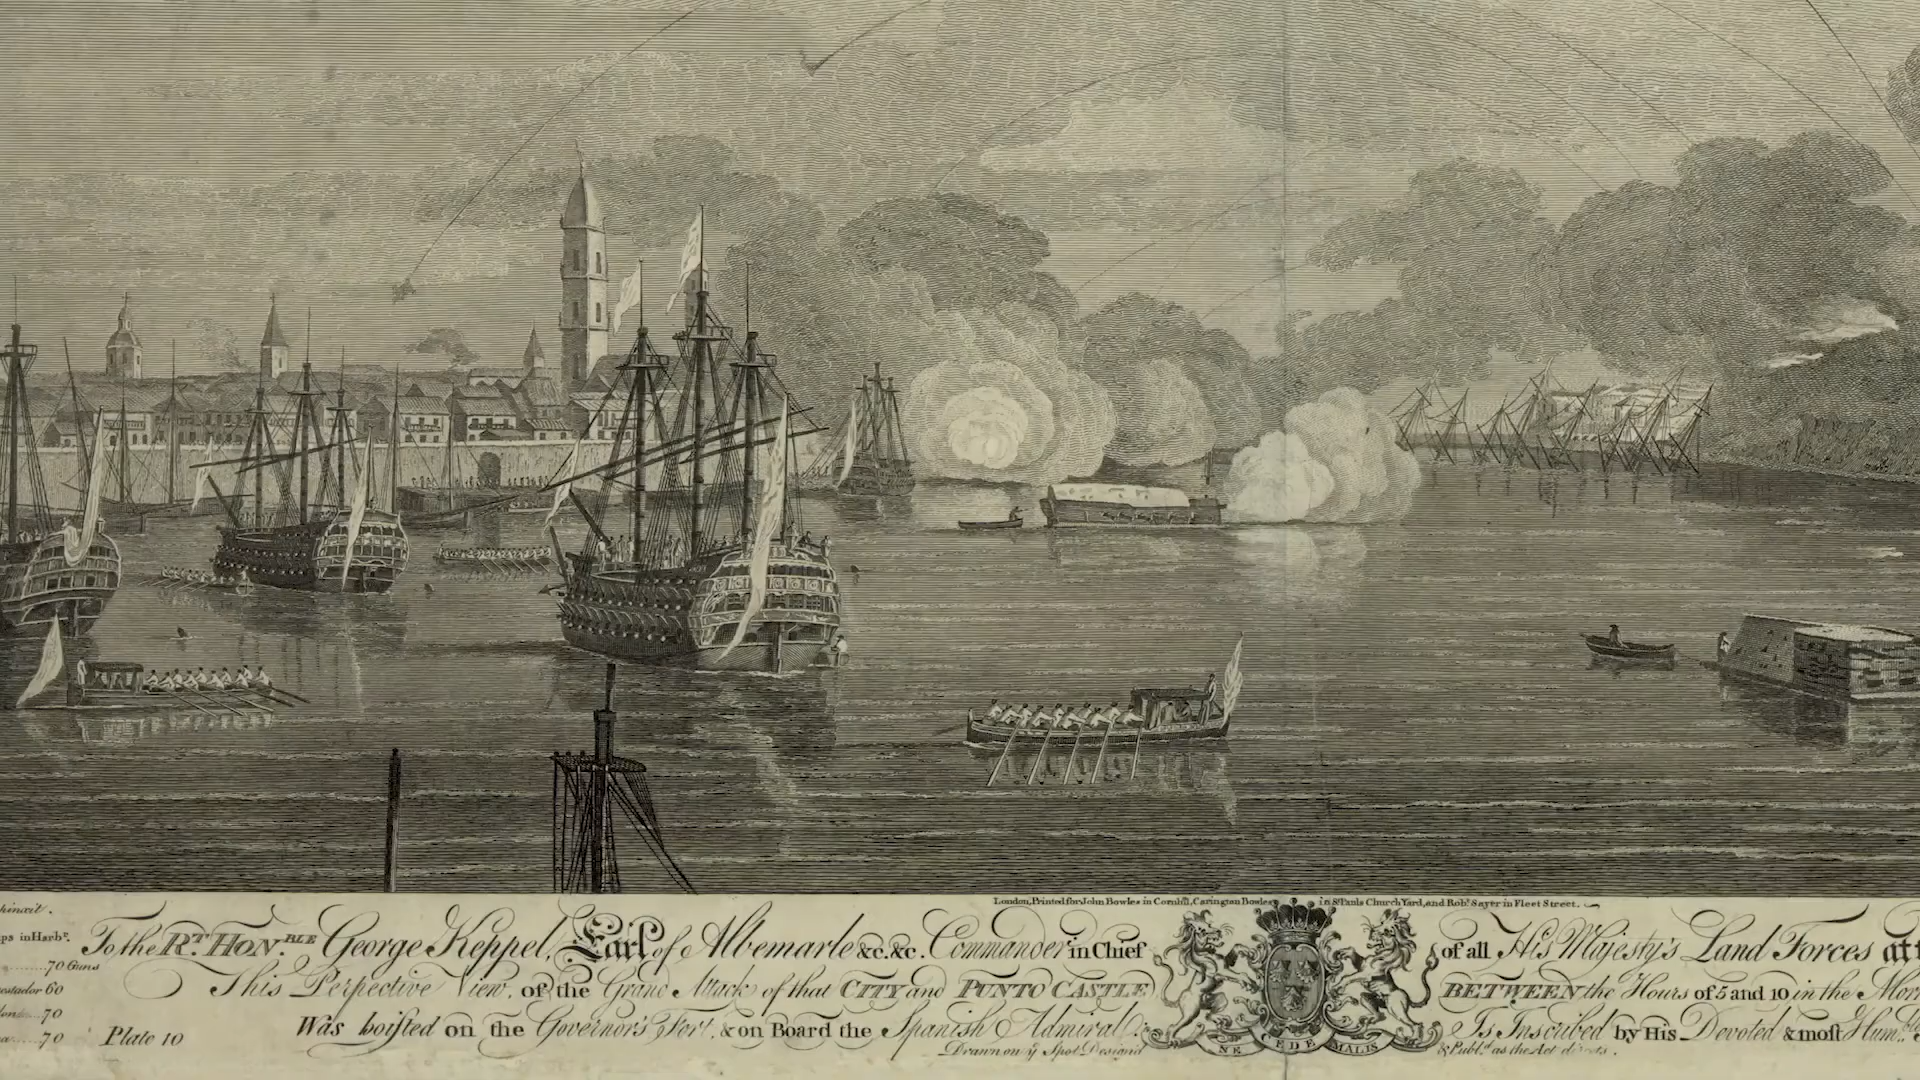 London, Printed for John Bowles in Cornhill, Carington Bowles in St Pauls Church Yard, and Robt Sayer in Fleet Street.
To the RT. HON.BLE George Keppel, Earl of Albemarle &c.&c. Commander in Chief of all His Majesty's Land Forces
70 Guns
This Perspective View, of the Grand Attack of that CITY and PUNTO CASTLE BETWEEN the Hours of 5 and 10 in the
60
Was hoisted on the Governor's Fort, & on Board the Spanish Admiral. Is Inscribed by His Devoted & most
70
70
Plate 10
Drawn on ye Spot Design'd
NE CEDE MALIS
& Publ.d as the Act directs.